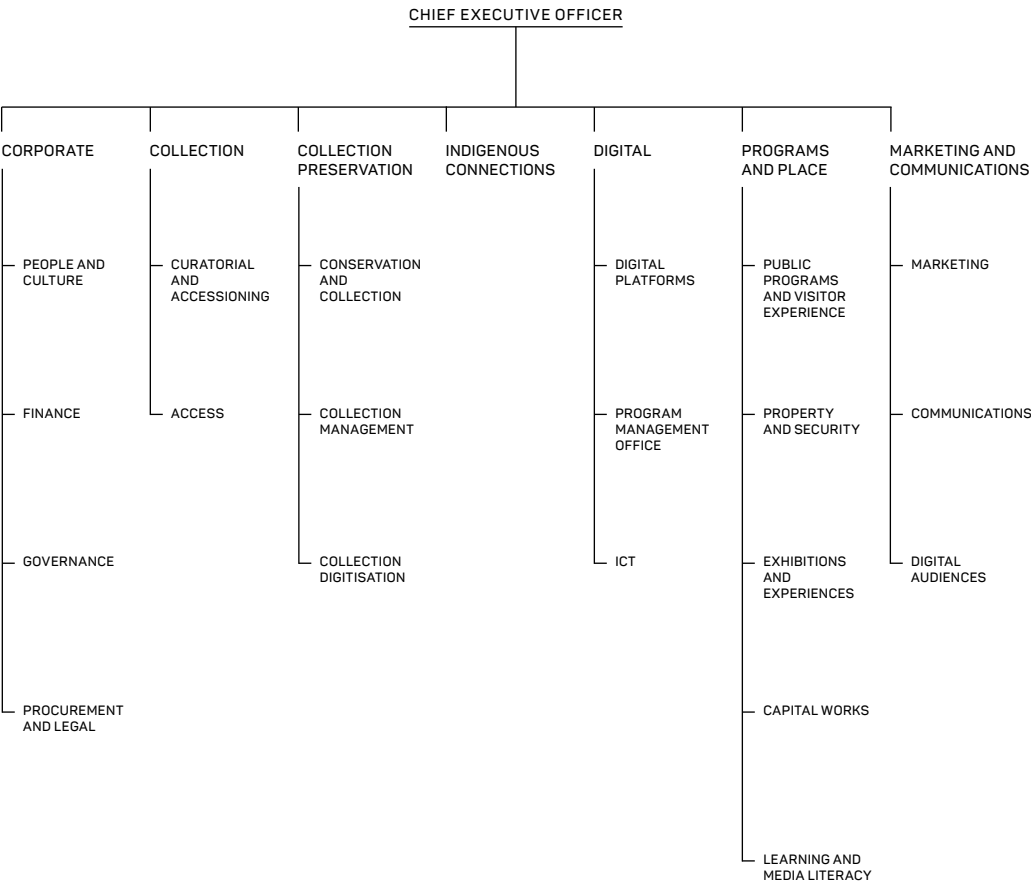 CHIEF EXECUTIVE OFFICER
CORPORATE
PEOPLE AND
CULTURE
FINANCE
GOVERNANCE
PROCUREMENT
AND LEGAL
COLLECTION
CURATORIAL
AND
ACCESSIONING
ACCESS
COLLECTION
PRESERVATION
CONSERVATION
AND
COLLECTION
COLLECTION
MANAGEMENT
COLLECTION
DIGITISATION
INDIGENOUS
CONNECTIONS
DIGITAL
DIGITAL
PLATFORMS
PROGRAM
MANAGEMENT
OFFICE
ICT
PROGRAMS
AND PLACE
PUBLIC
PROGRAMS
AND VISITOR
EXPERIENCE
PROPERTY
AND SECURITY
EXHIBITIONS
AND
EXPERIENCES
CAPITAL WORKS
LEARNING AND
MEDIA LITERACY
MARKETING AND
COMMUNICATIONS
MARKETING
COMMUNICATIONS
DIGITAL
AUDIENCES